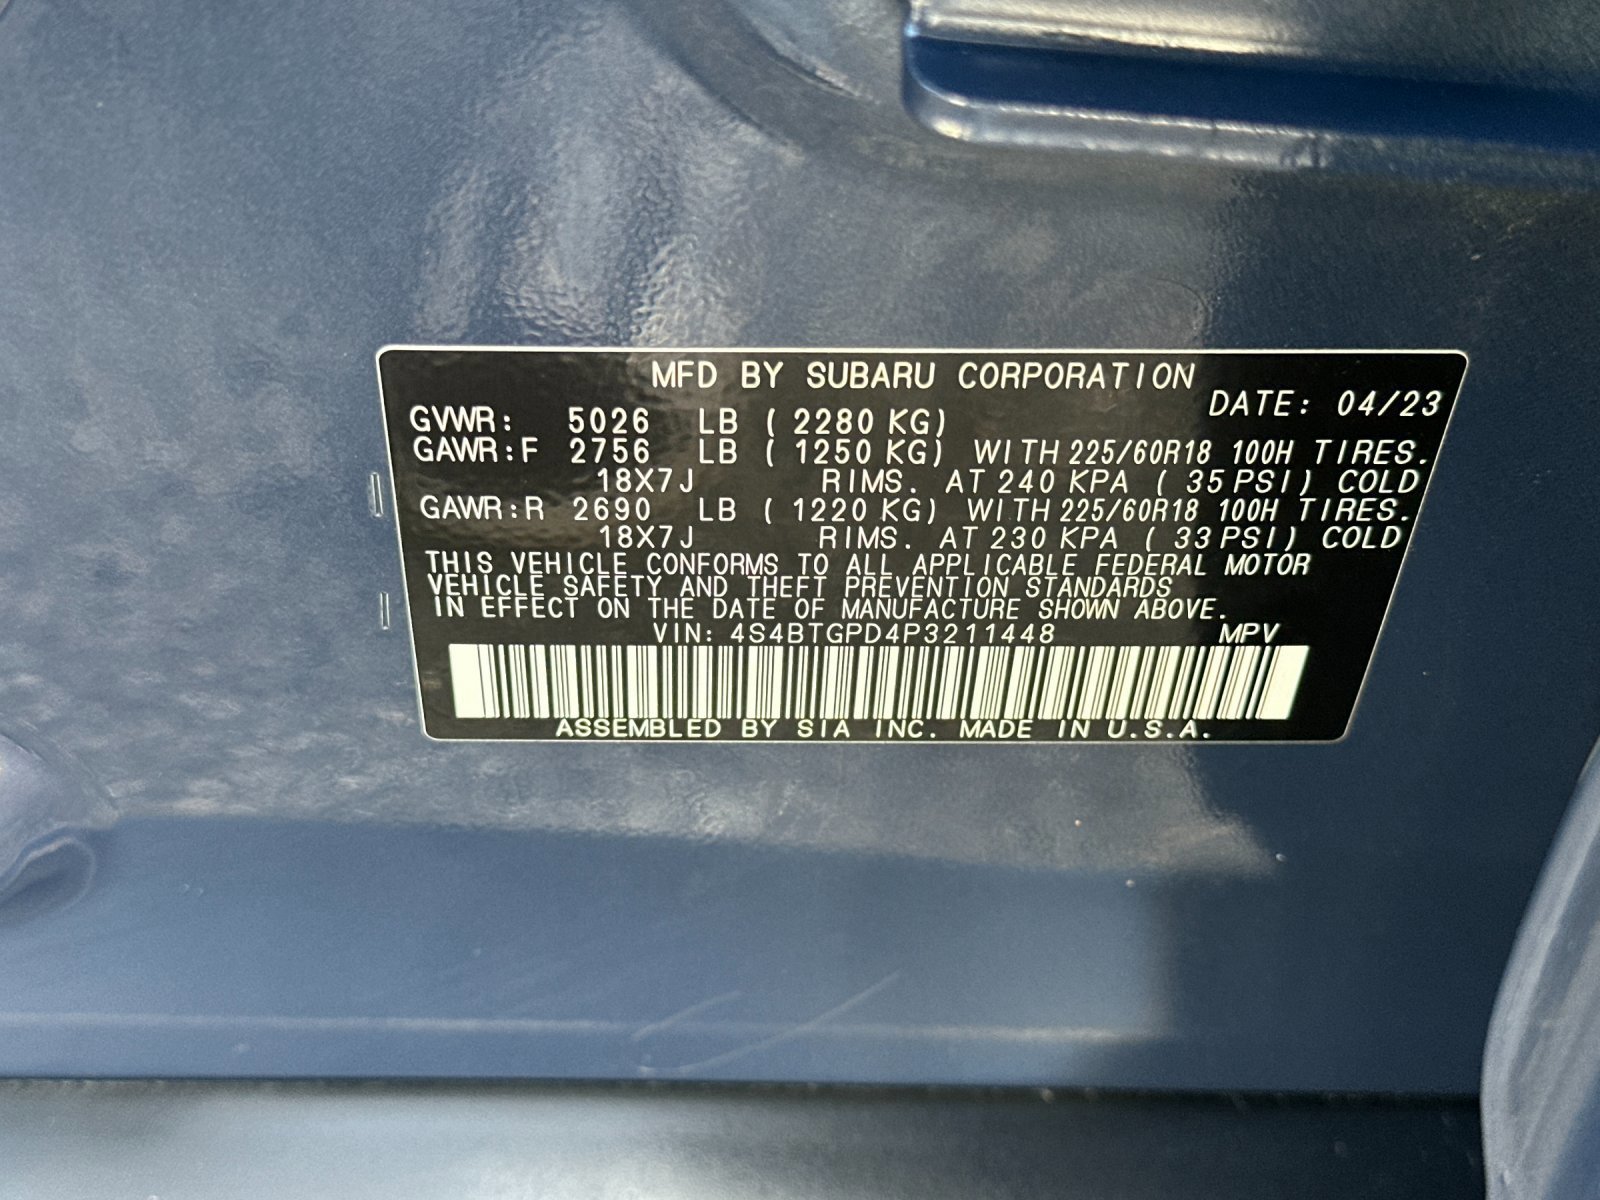 MFD BY SUBARU CORPORATION
DATE: 04/23
GVWR: 5026 LB ( 2280 KG)
GAWR:F 2756 LB ( 1250 KG) WITH 225/60R18 100H TIRES.
18X7J RIMS. AT 240 KPA ( 35 PSI) COLD
GAWR:R 2690 LB ( 1220 KG) WITH 225/60R18 100H TIRES.
18X7J RIMS. AT 230 KPA ( 33 PSI) COLD
THIS VEHICLE CONFORMS TO ALL APPLICABLE FEDERAL MOTOR
VEHICLE SAFETY AND THEFT PREVENTION STANDARDS
IN EFFECT ON THE DATE OF MANUFACTURE SHOWN ABOVE.
VIN: 4S4BTGPD4P3211448 MPV
ASSEMBLED BY SIA INC. MADE IN U.S.A.